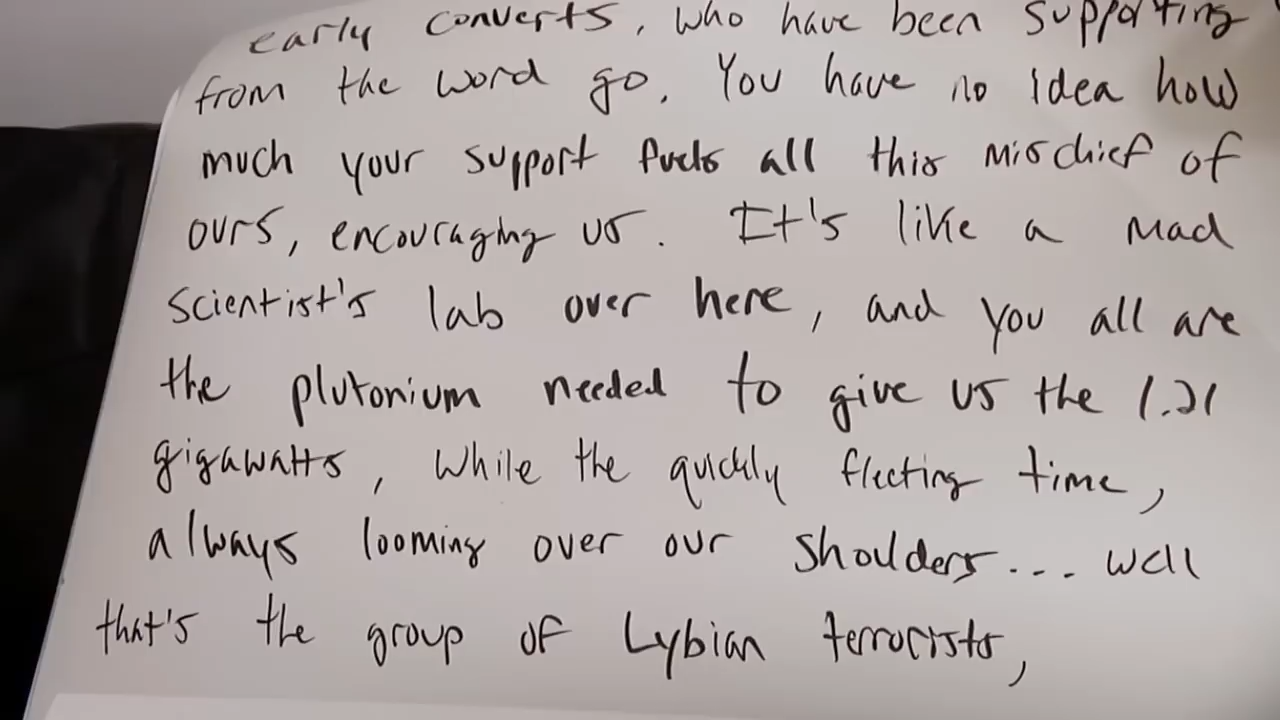 early converts, who have been supporting
from the word go. You have no idea how
much your support fuels all this mischief of
ours, encouraging us. It's like a mad
scientist's lab over here, and you all are
the plutonium needed to give us the 1.21
gigawatts, while the quickly fleeting time,
always looming over our shoulders... well
that's the group of Lybian terrorists,